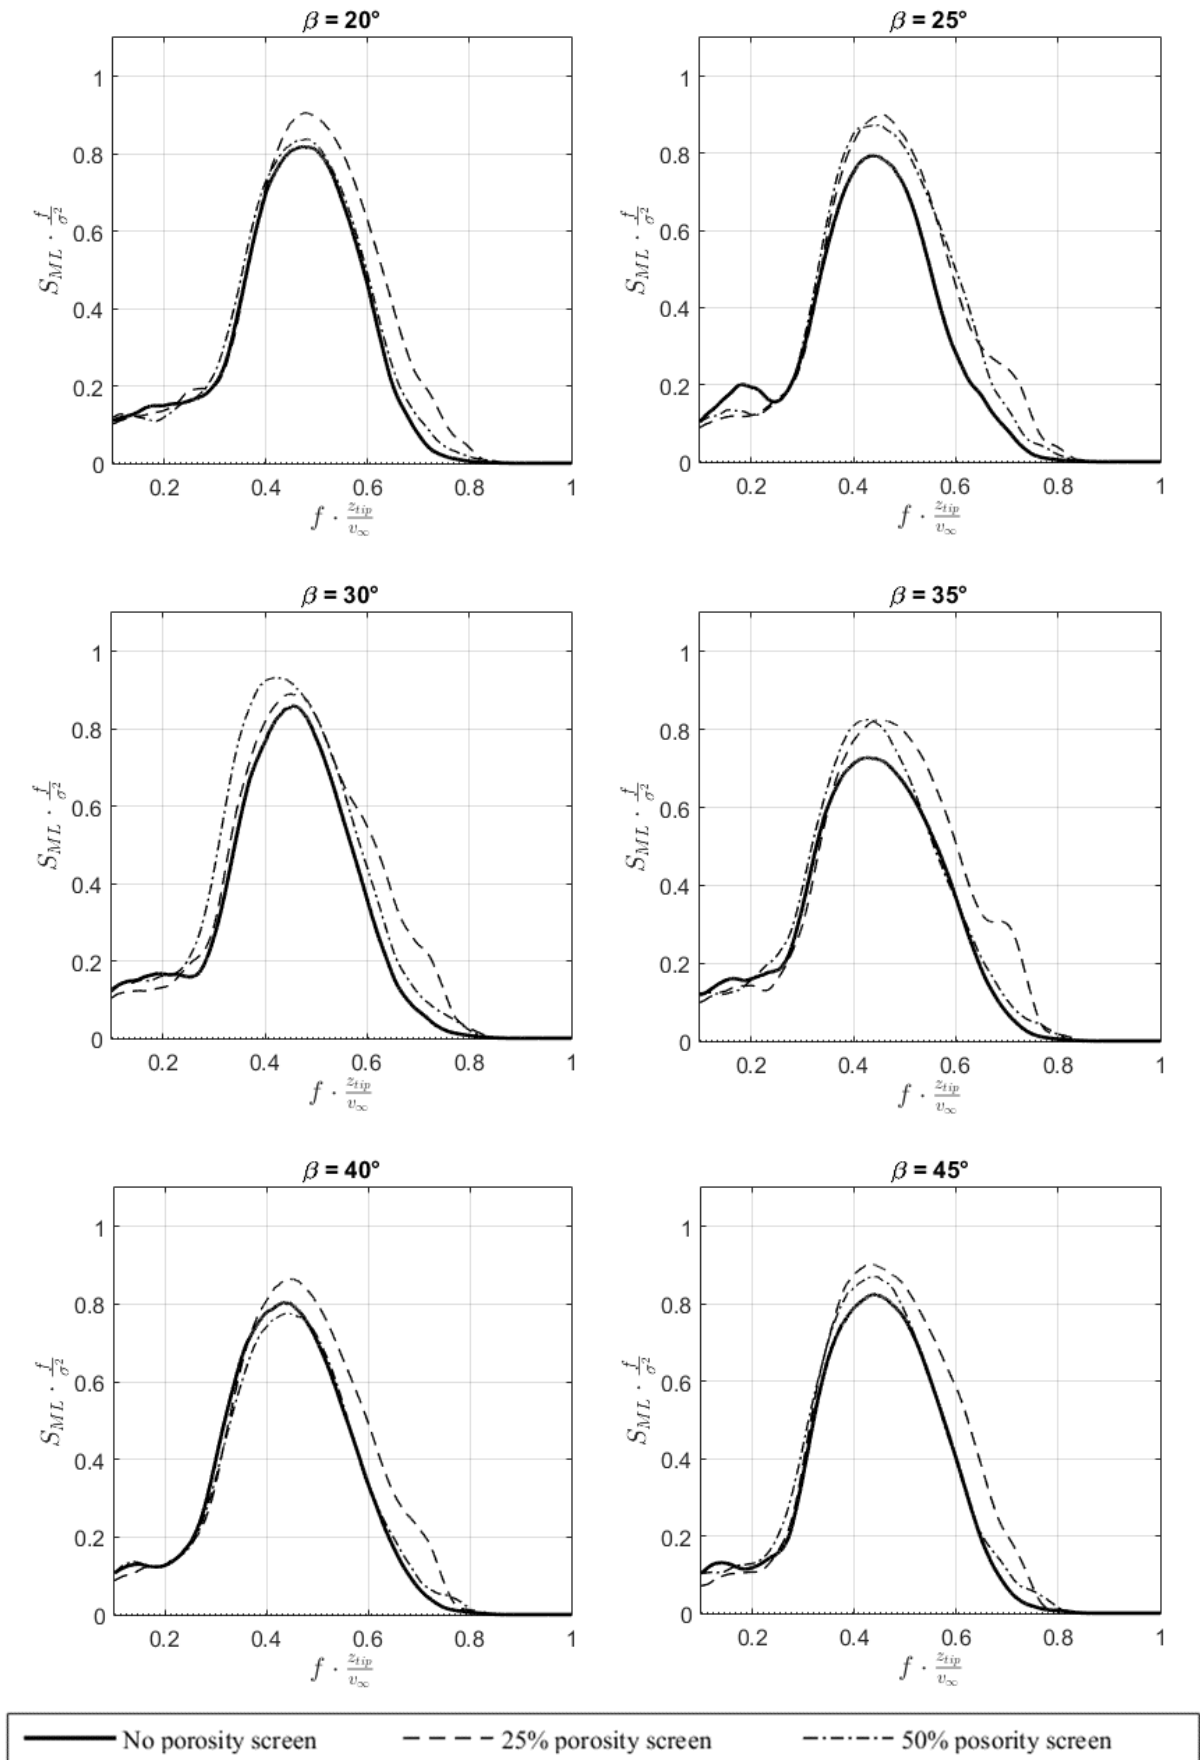 β = 20°
1
0.8
0.6
0.4
0.2
0
S_ML · f/σ²
0.2 0.4 0.6 0.8 1
f · z_tip/v_∞
β = 25°
1
0.8
0.6
0.4
0.2
0
S_ML · f/σ²
0.2 0.4 0.6 0.8 1
f · z_tip/v_∞
β = 30°
1
0.8
0.6
0.4
0.2
0
S_ML · f/σ²
0.2 0.4 0.6 0.8 1
f · z_tip/v_∞
β = 35°
1
0.8
0.6
0.4
0.2
0
S_ML · f/σ²
0.2 0.4 0.6 0.8 1
f · z_tip/v_∞
β = 40°
1
0.8
0.6
0.4
0.2
0
S_ML · f/σ²
0.2 0.4 0.6 0.8 1
f · z_tip/v_∞
β = 45°
1
0.8
0.6
0.4
0.2
0
S_ML · f/σ²
0.2 0.4 0.6 0.8 1
f · z_tip/v_∞
No porosity screen 25% porosity screen 50% posority screen